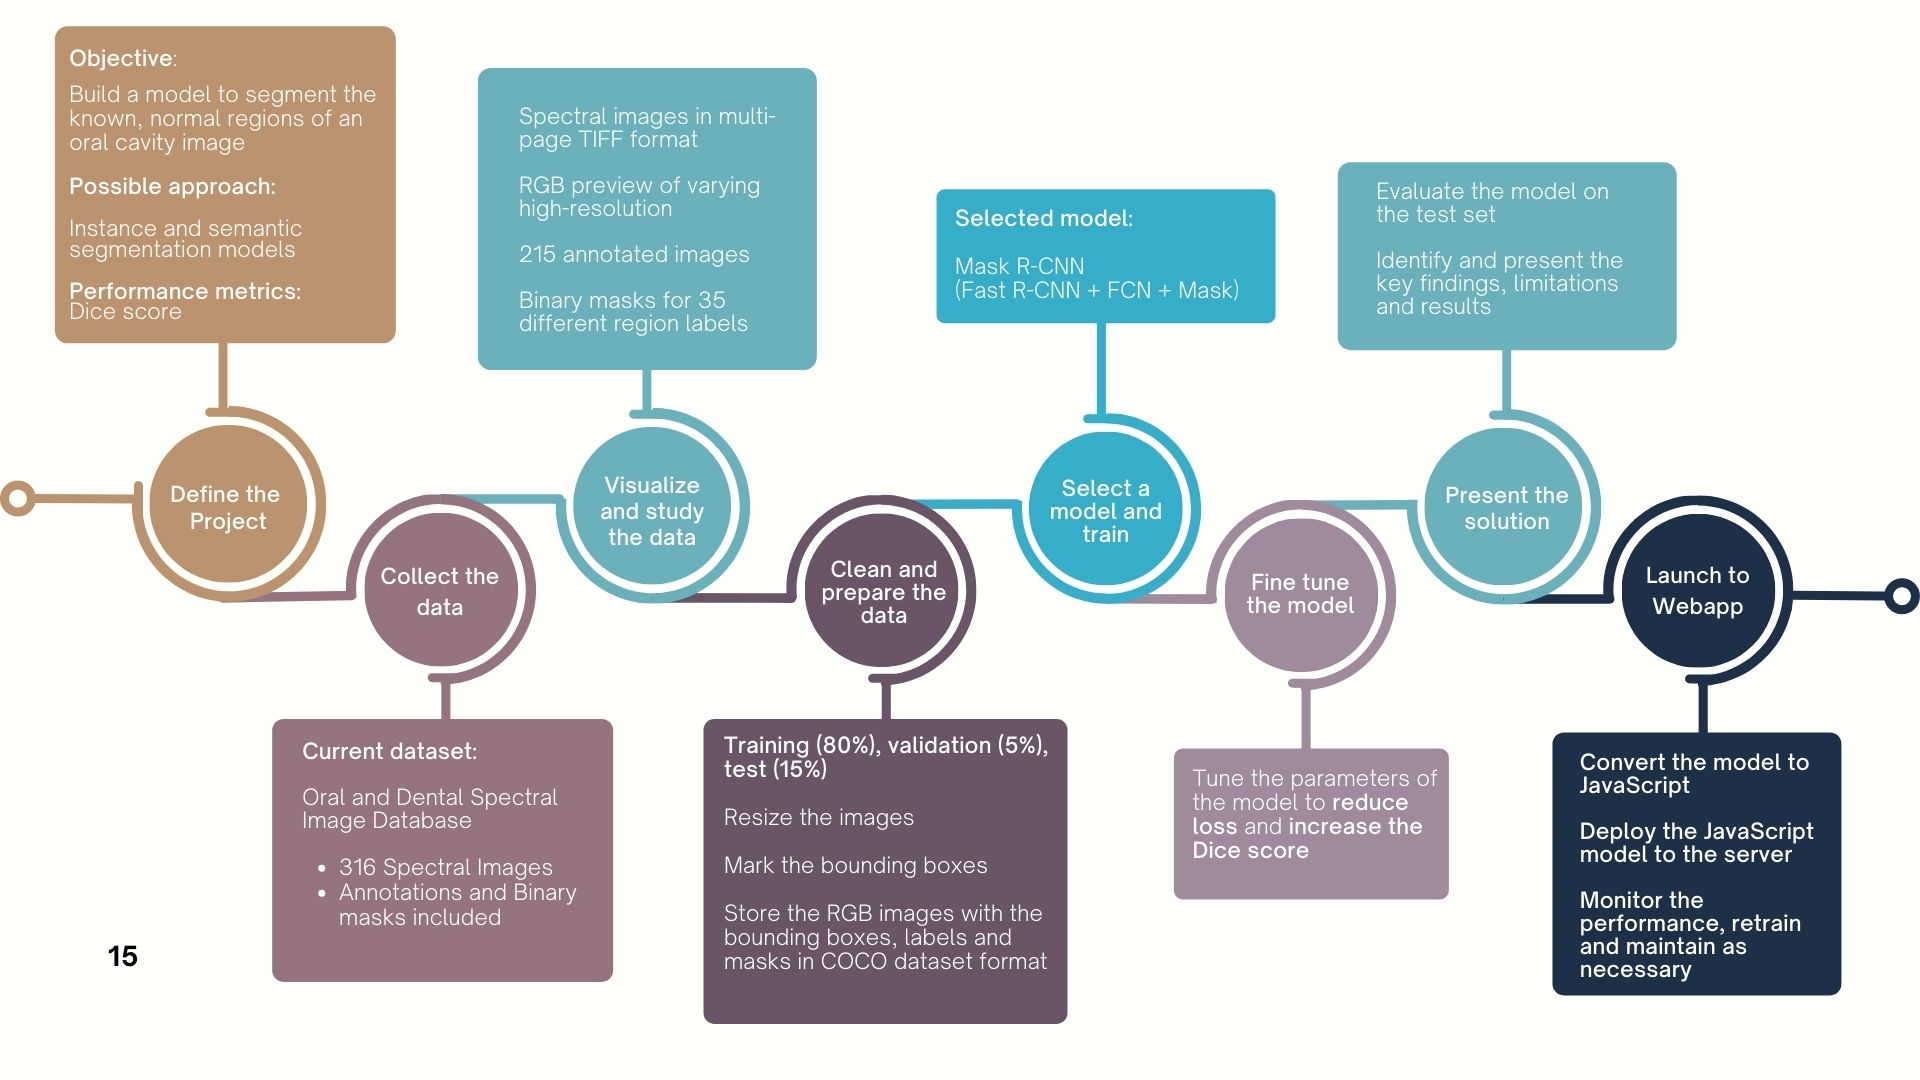 Objective:
Build a model to segment the
known, normal regions of an
oral cavity image
Possible approach:
Instance and semantic
segmentation models
Performance metrics:
Dice score
Define the
Project
Collect the
data
Current dataset:
Oral and Dental Spectral
Image Database
• 316 Spectral Images
• Annotations and Binary
masks included
Spectral images in multi-
page TIFF format
RGB preview of varying
high-resolution
215 annotated images
Binary masks for 35
different region labels
Visualize
and study
the data
Clean and
prepare the
data
Training (80%), validation (5%),
test (15%)
Resize the images
Mark the bounding boxes
Store the RGB images with the
bounding boxes, labels and
masks in COCO dataset format
Selected model:
Mask R-CNN
(Fast R-CNN + FCN + Mask)
Select a
model and
train
Fine tune
the model
Tune the parameters of
the model to reduce
loss and increase the
Dice score
Evaluate the model on
the test set
Identify and present the
key findings, limitations
and results
Present the
solution
Launch to
Webapp
Convert the model to
JavaScript
Deploy the JavaScript
model to the server
Monitor the
performance, retrain
and maintain as
necessary
15